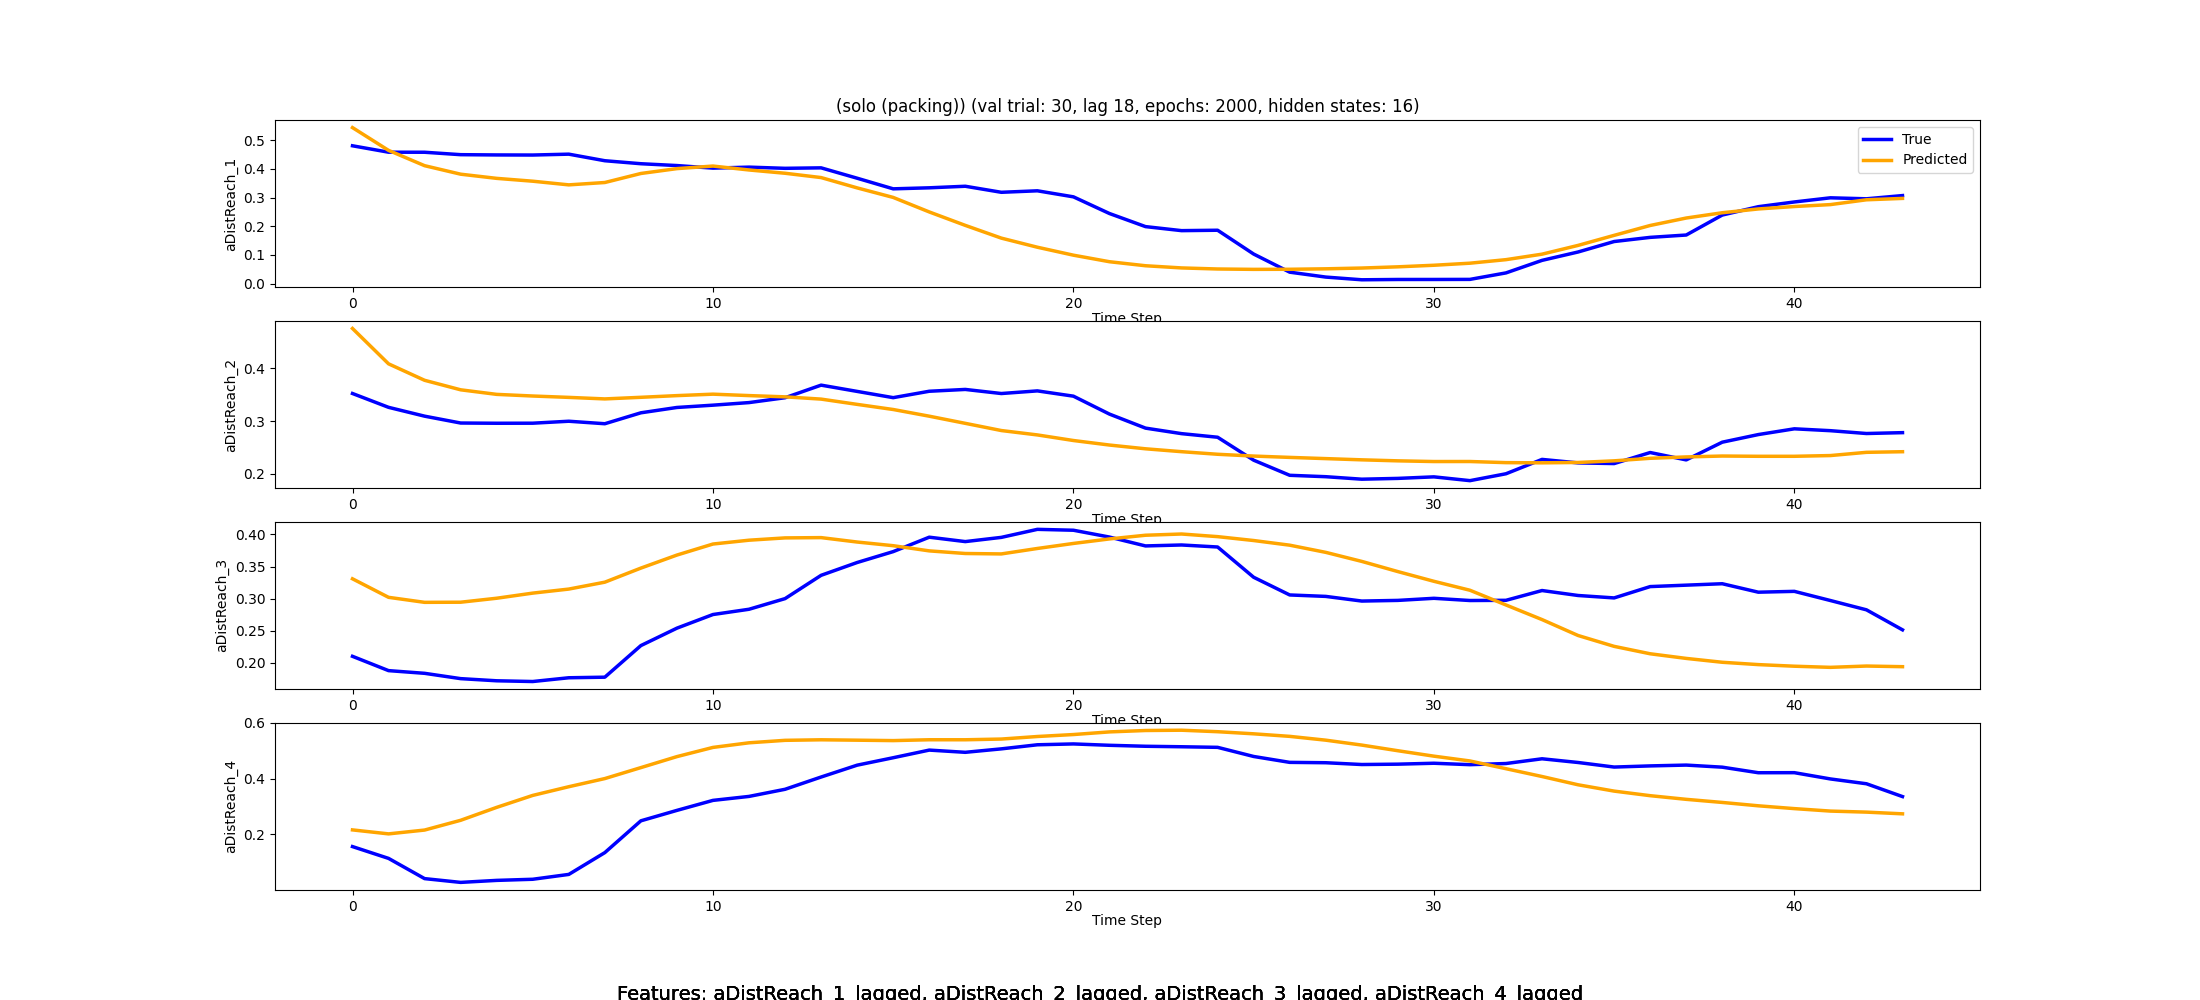 (solo (packing)) (val trial: 30, lag 18, epochs: 2000, hidden states: 16)
True
Predicted
aDistReach_1
0.5
0.4
0.3
0.2
0.1
0.0
0 10 20 30 40
Time Step
aDistReach_2
0.4
0.3
0.2
0 10 20 30 40
Time Step
aDistReach_3
0.40
0.35
0.30
0.25
0.20
0 10 20 30 40
Time Step
aDistReach_4
0.6
0.4
0.2
0 10 20 30 40
Time Step
Features: aDistReach_1_lagged, aDistReach_2_lagged, aDistReach_3_lagged, aDistReach_4_lagged